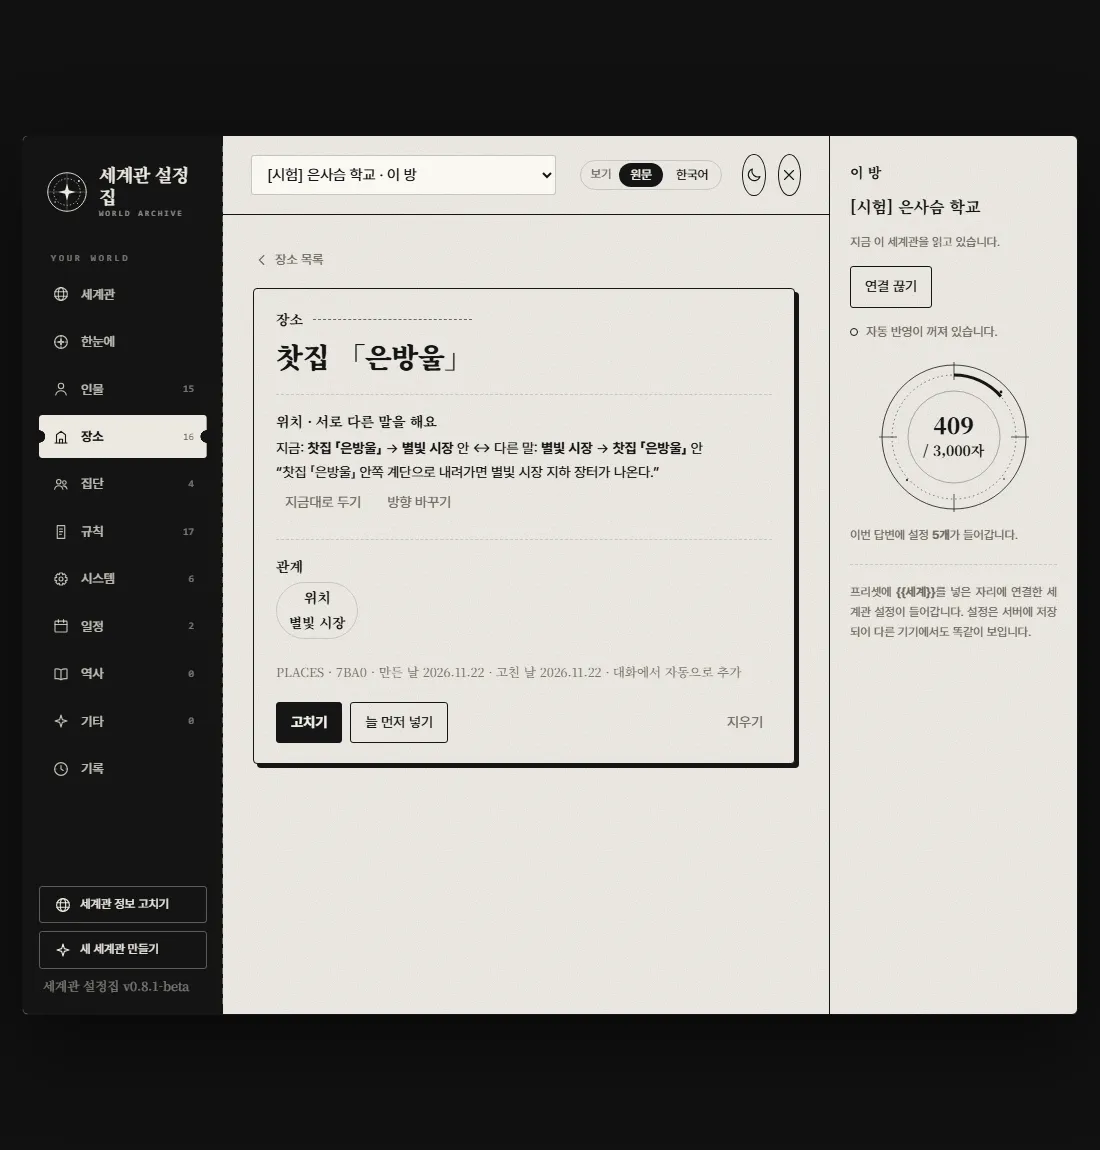 세계관 설정
집
WORLD ARCHIVE
YOUR WORLD
세계관
한눈에
인물 15
장소 16
집단 4
규칙 17
시스템 6
일정 2
역사 0
기타 0
기록
세계관 정보 고치기
새 세계관 만들기
세계관 설정집 v0.8.1-beta
[시험] 은사슴 학교 · 이 방
보기 원문 한국어
장소 목록
장소
찻집 「은방울」
위치 · 서로 다른 말을 해요
지금: 찻집 「은방울」 → 별빛 시장 안 ↔ 다른 말: 별빛 시장 → 찻집 「은방울」 안
“찻집 「은방울」 안쪽 계단으로 내려가면 별빛 시장 지하 장터가 나온다.”
지금대로 두기 방향 바꾸기
관계
위치
별빛 시장
PLACES · 7BA0 · 만든 날 2026.11.22 · 고친 날 2026.11.22 · 대화에서 자동으로 추가
고치기 늘 먼저 넣기 지우기
이 방
[시험] 은사슴 학교
지금 이 세계관을 읽고 있습니다.
연결 끊기
자동 반영이 꺼져 있습니다.
409
/ 3,000자
이번 답변에 설정 5개가 들어갑니다.
프리셋에 {{세계}}를 넣은 자리에 연결한 세
계관 설정이 들어갑니다. 설정은 서버에 저장
되어 다른 기기에서도 똑같이 보입니다.